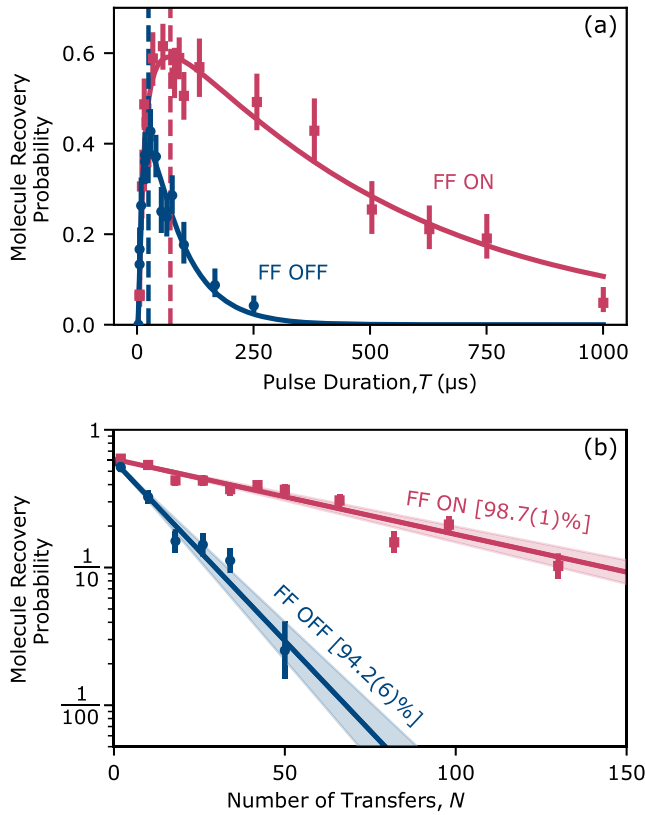 (a)
Molecule Recovery
Probability
0.6
0.4
0.2
0.0
FF ON
FF OFF
0
250
500
750
1000
Pulse Duration,T (μs)
(b)
Molecule Recovery
Probability
1
1/10
1/100
FF ON [98.7(1)%]
FF OFF [94.2(6)%]
0
50
100
150
Number of Transfers, N